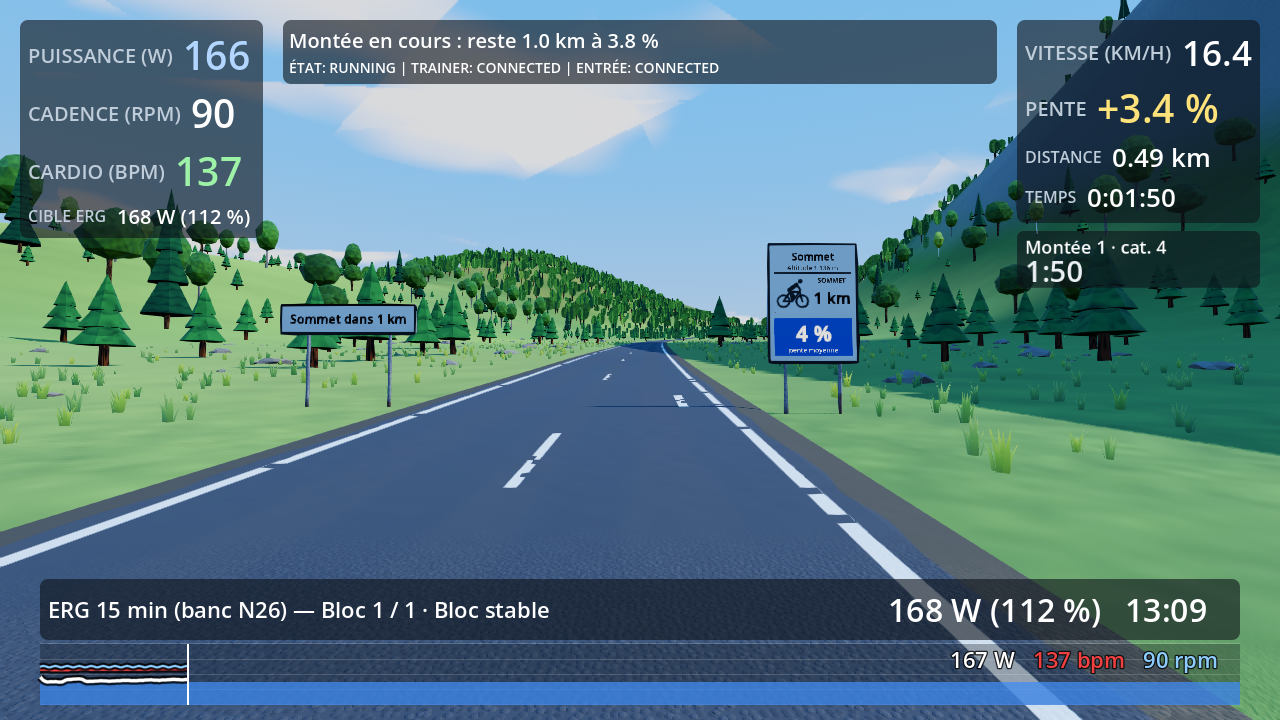 PUISSANCE (W) 166
CADENCE (RPM) 90
CARDIO (BPM) 137
CIBLE ERG 168 W (112 %)
Montée en cours : reste 1.0 km à 3.8 %
ÉTAT: RUNNING | TRAINER: CONNECTED | ENTRÉE: CONNECTED
VITESSE (KM/H) 16.4
PENTE +3.4 %
DISTANCE 0.49 km
TEMPS 0:01:50
Montée 1 · cat. 4
1:50
Sommet dans 1 km
Sommet
SOMMET
1 km
4 %
pente moyenne
ERG 15 min (banc N26) — Bloc 1 / 1 · Bloc stable
168 W (112 %) 13:09
167 W 137 bpm 90 rpm